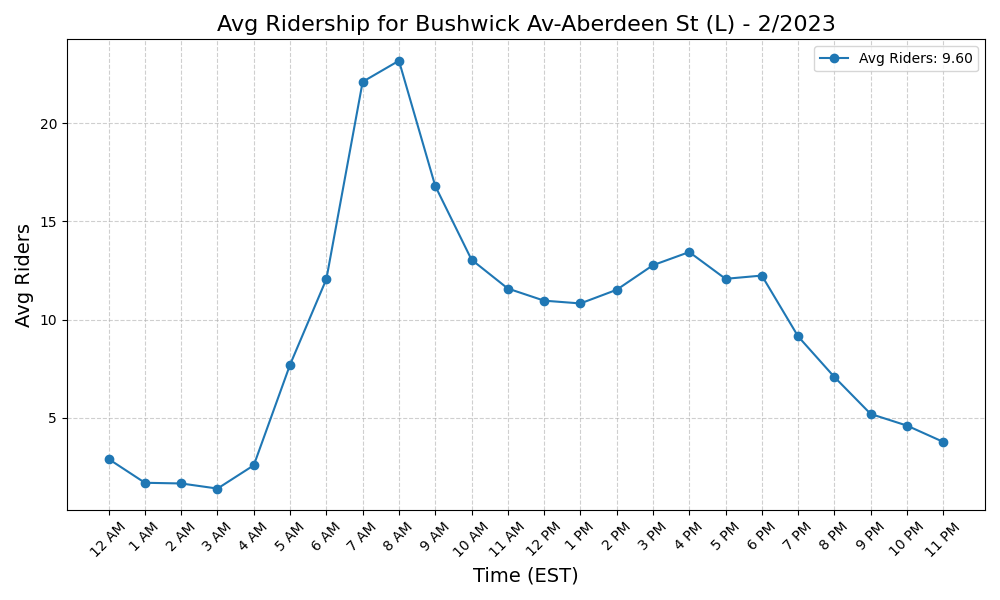 Avg Ridership for Bushwick Av-Aberdeen St (L) - 2/2023
Avg Riders: 9.60
Avg Riders
20
15
10
5
12 AM
1 AM
2 AM
3 AM
4 AM
5 AM
6 AM
7 AM
8 AM
9 AM
10 AM
11 AM
12 PM
1 PM
2 PM
3 PM
4 PM
5 PM
6 PM
7 PM
8 PM
9 PM
10 PM
11 PM
Time (EST)